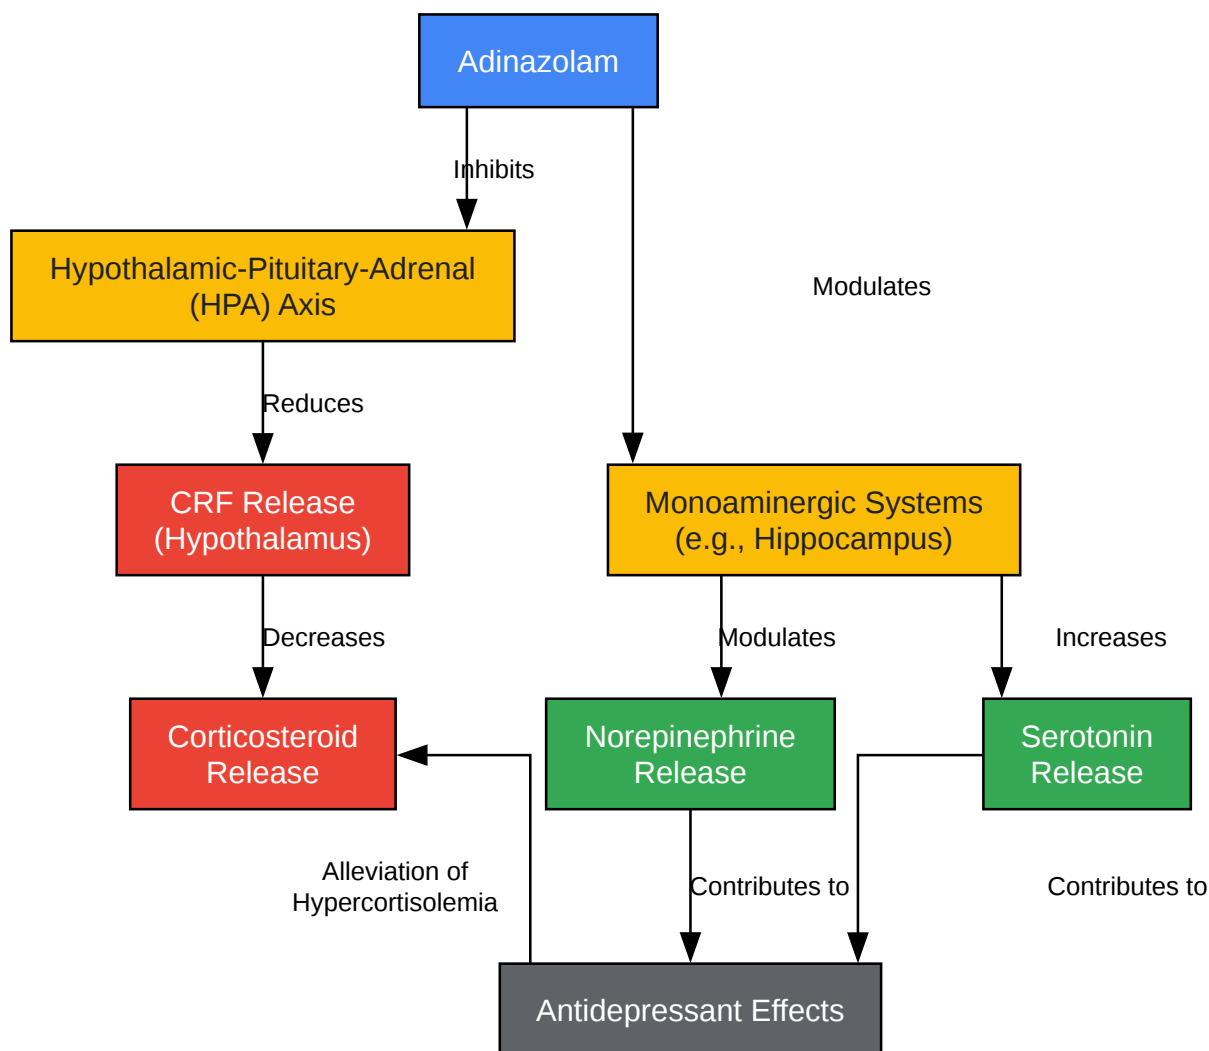 Adinazolam
Inhibits
Hypothalamic-Pituitary-Adrenal
(HPA) Axis
Modulates
Reduces
CRF Release
(Hypothalamus)
Monoaminergic Systems
(e.g., Hippocampus)
Decreases
Modulates
Increases
Corticosteroid
Release
Norepinephrine
Release
Serotonin
Release
Alleviation of
Hypercortisolemia
Contributes to
Contributes to
Antidepressant Effects